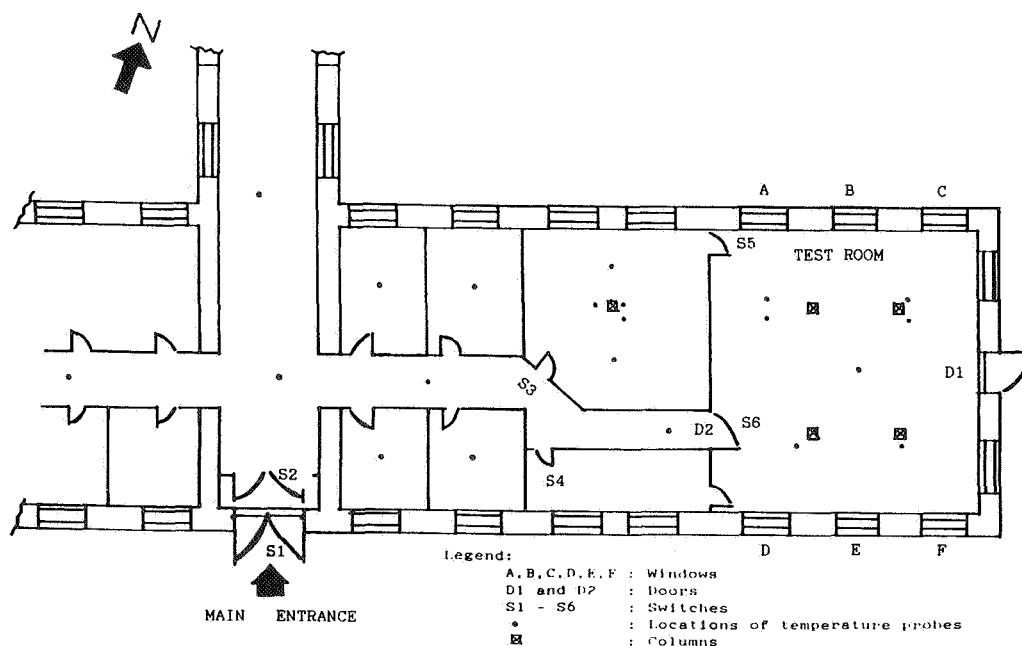 N
A B C
S5
TEST ROOM
D1
S3
D2 S6
S2
S4
S1
D E F
MAIN ENTRANCE
Legend:
A,B,C,D,E,F : Windows
D1 and D2 : Doors
S1 - S6 : Switches
: Locations of temperature probes
: Columns